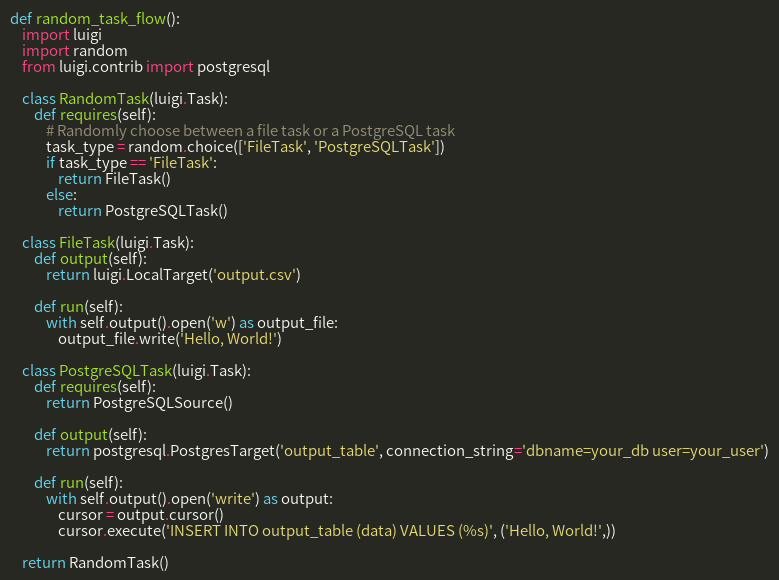 def random_task_flow():
    import luigi
    import random
    from luigi.contrib import postgresql

    class RandomTask(luigi.Task):
        def requires(self):
            # Randomly choose between a file task or a PostgreSQL task
            task_type = random.choice(['FileTask', 'PostgreSQLTask'])
            if task_type == 'FileTask':
                return FileTask()
            else:
                return PostgreSQLTask()

    class FileTask(luigi.Task):
        def output(self):
            return luigi.LocalTarget('output.csv')

        def run(self):
            with self.output().open('w') as output_file:
                output_file.write('Hello, World!')

    class PostgreSQLTask(luigi.Task):
        def requires(self):
            return PostgreSQLSource()

        def output(self):
            return postgresql.PostgresTarget('output_table', connection_string='dbname=your_db user=your_user')

        def run(self):
            with self.output().open('write') as output:
                cursor = output.cursor()
                cursor.execute('INSERT INTO output_table (data) VALUES (%s)', ('Hello, World!',))

    return RandomTask()